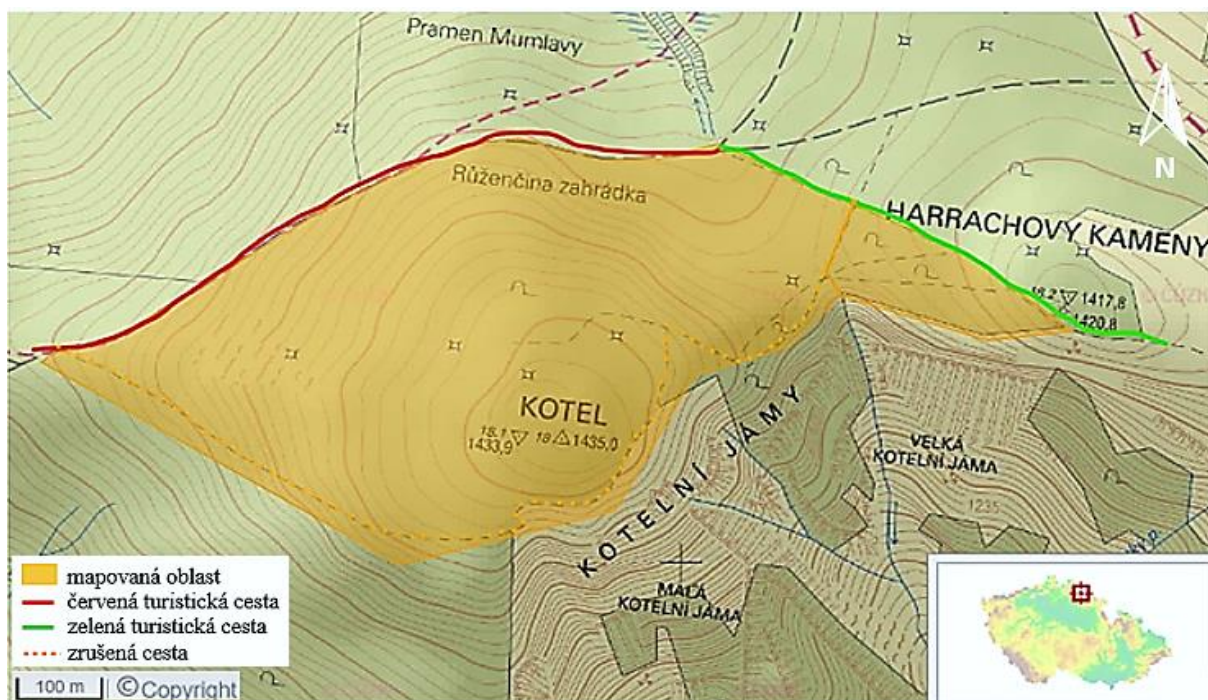 Pramen Mumlavy
N
Růženčina zahrádka
HARRACHOVY KAMENY
18.2 1417,8
1420,8
KOTEL
18.1 18 1435,0
1433,9
KOTELNÍ JÁMY
VELKÁ
KOTELNÍ JÁMA
1235
MALÁ
KOTELNÍ JÁMA
mapovaná oblast
červená turistická cesta
zelená turistická cesta
zrušená cesta
100 m
© Copyright